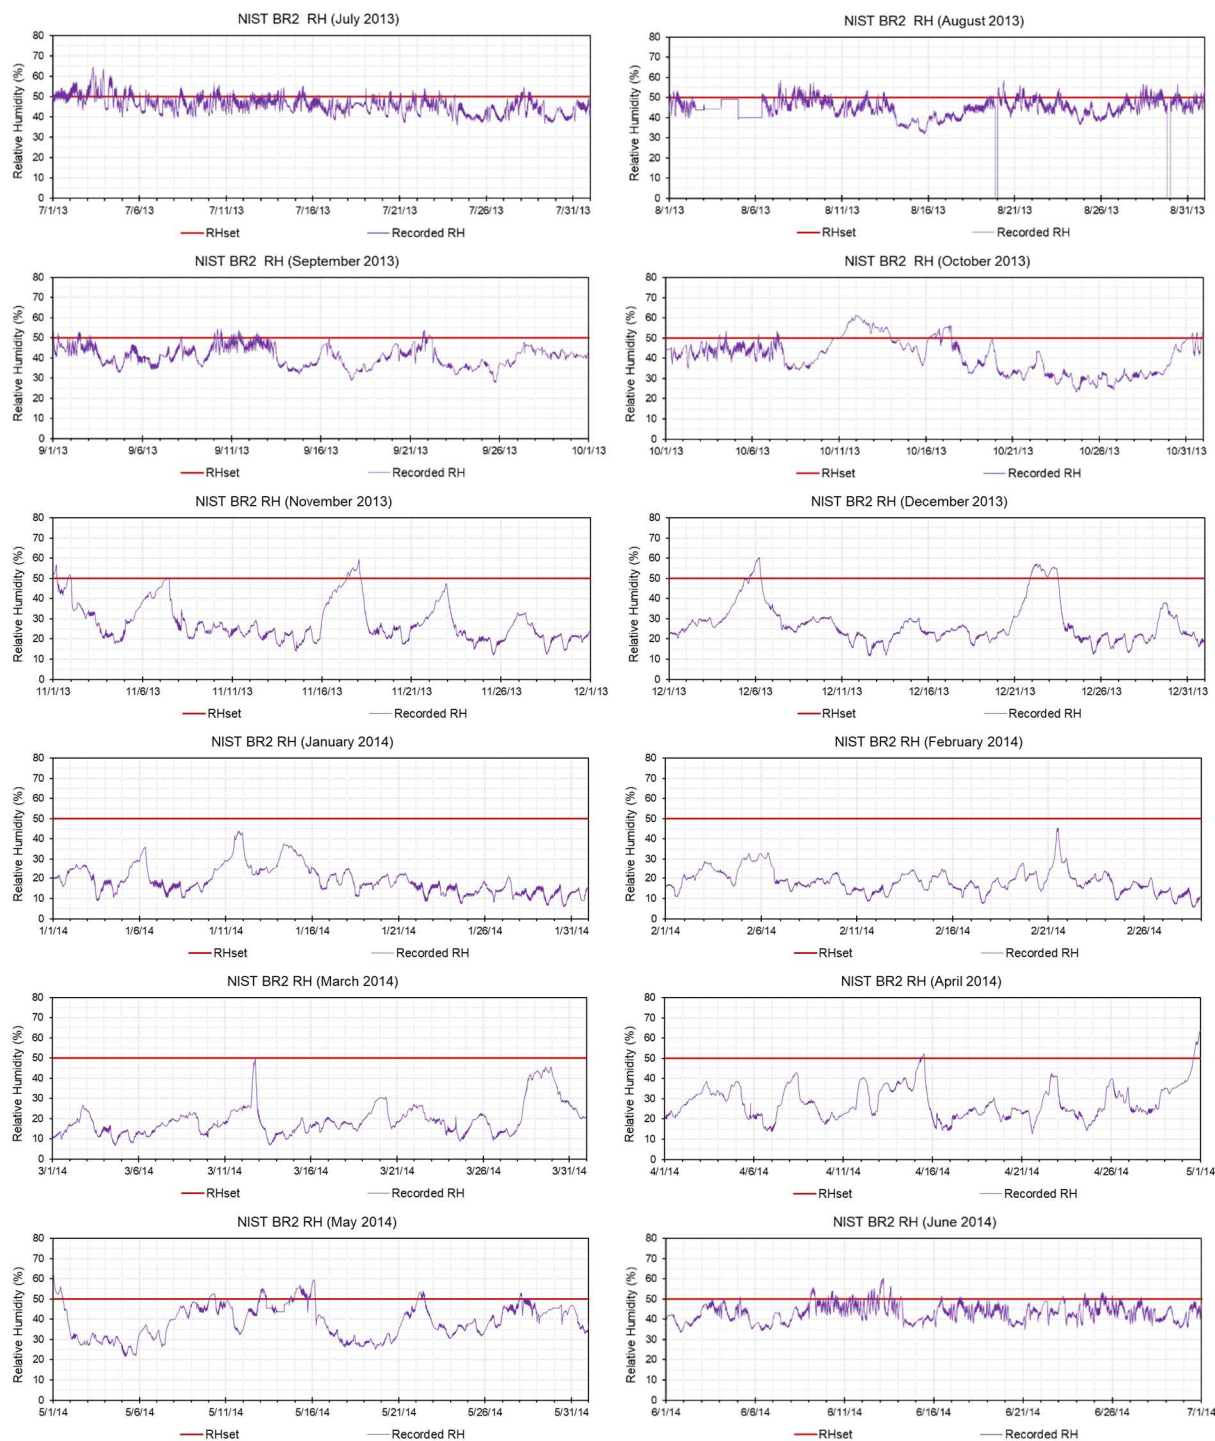 NIST BR2 RH (July 2013)
Relative Humidity (%)
80
70
60
50
40
30
20
10
0
7/1/13 7/6/13 7/11/13 7/16/13 7/21/13 7/26/13 7/31/13
RHset Recorded RH
NIST BR2 RH (August 2013)
Relative Humidity (%)
80
70
60
50
40
30
20
10
0
8/1/13 8/6/13 8/11/13 8/16/13 8/21/13 8/26/13 8/31/13
RHset Recorded RH
NIST BR2 RH (September 2013)
Relative Humidity (%)
80
70
60
50
40
30
20
10
0
9/1/13 9/6/13 9/11/13 9/16/13 9/21/13 9/26/13 10/1/13
RHset Recorded RH
NIST BR2 RH (October 2013)
Relative Humidity (%)
80
70
60
50
40
30
20
10
0
10/1/13 10/6/13 10/11/13 10/16/13 10/21/13 10/26/13 10/31/13
RHset Recorded RH
NIST BR2 RH (November 2013)
Relative Humidity (%)
80
70
60
50
40
30
20
10
0
11/1/13 11/6/13 11/11/13 11/16/13 11/21/13 11/26/13 12/1/13
RHset Recorded RH
NIST BR2 RH (December 2013)
Relative Humidity (%)
80
70
60
50
40
30
20
10
0
12/1/13 12/6/13 12/11/13 12/16/13 12/21/13 12/26/13 12/31/13
RHset Recorded RH
NIST BR2 RH (January 2014)
Relative Humidity (%)
80
70
60
50
40
30
20
10
0
1/1/14 1/6/14 1/11/14 1/16/14 1/21/14 1/26/14 1/31/14
RHset Recorded RH
NIST BR2 RH (February 2014)
Relative Humidity (%)
80
70
60
50
40
30
20
10
0
2/1/14 2/6/14 2/11/14 2/16/14 2/21/14 2/26/14
RHset Recorded RH
NIST BR2 RH (March 2014)
Relative Humidity (%)
80
70
60
50
40
30
20
10
0
3/1/14 3/6/14 3/11/14 3/16/14 3/21/14 3/26/14 3/31/14
RHset Recorded RH
NIST BR2 RH (April 2014)
Relative Humidity (%)
80
70
60
50
40
30
20
10
0
4/1/14 4/6/14 4/11/14 4/16/14 4/21/14 4/26/14 5/1/14
RHset Recorded RH
NIST BR2 RH (May 2014)
Relative Humidity (%)
80
70
60
50
40
30
20
10
0
5/1/14 5/6/14 5/11/14 5/16/14 5/21/14 5/26/14 5/31/14
RHset Recorded RH
NIST BR2 RH (June 2014)
Relative Humidity (%)
80
70
60
50
40
30
20
10
0
6/1/14 6/6/14 6/11/14 6/16/14 6/21/14 6/26/14 7/1/14
RHset Recorded RH